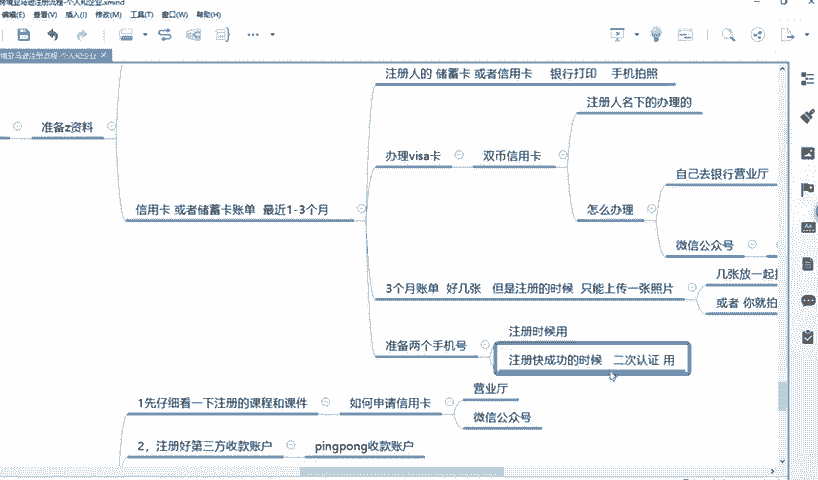 境亚马逊注册流程-个人和企业.xmind
编辑(E) 查看(V) 插入(I) 修改(M) 工具(T) 窗口(W) 帮助(H)
境亚马逊注册流程-个人和企业
注册人的 储蓄卡 或者信用卡 银行打印 手机拍照
注册人名下的办理的
准备z资料
办理visa卡
双币信用卡
自己去银行营业厅
信用卡 或者储蓄卡账单 最近1-3个月
怎么办理
微信公众号
几张放一起
3个月账单 好几张 但是注册的时候 只能上传一张照片
或者 你就拍
注册时候用
准备两个手机号
注册快成功的时候 二次认证 用
营业厅
1先仔细看一下注册的课程和课件
如何申请信用卡
微信公众号
2，注册好第三方收款账户
pingpong收款账户